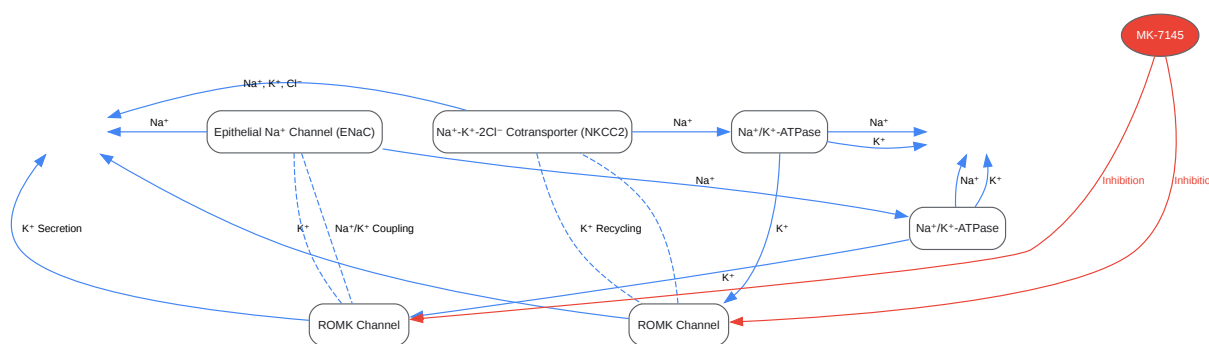 MK-7145
Na⁺, K⁺, Cl⁻
Na⁺
Epithelial Na⁺ Channel (ENaC)
Na⁺-K⁺-2Cl⁻ Cotransporter (NKCC2)
Na⁺
Na⁺/K⁺-ATPase
Na⁺
K⁺
Na⁺
Na⁺
K⁺
Inhibition
Inhibitio
K⁺ Secretion
K⁺
Na⁺/K⁺ Coupling
K⁺ Recycling
K⁺
Na⁺/K⁺-ATPase
K⁺
ROMK Channel
ROMK Channel